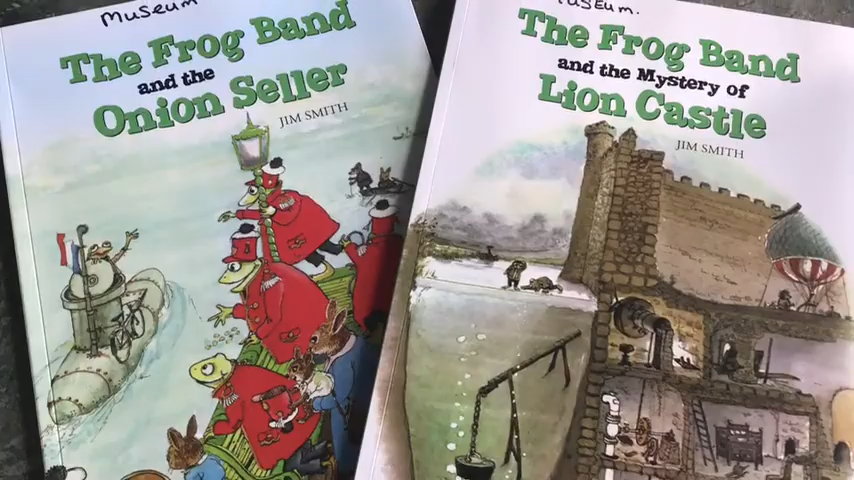 Museum
The Frog Band
and the
Onion Seller
JIM SMITH
The Frog Band
and the Mystery of
Lion Castle
JIM SMITH